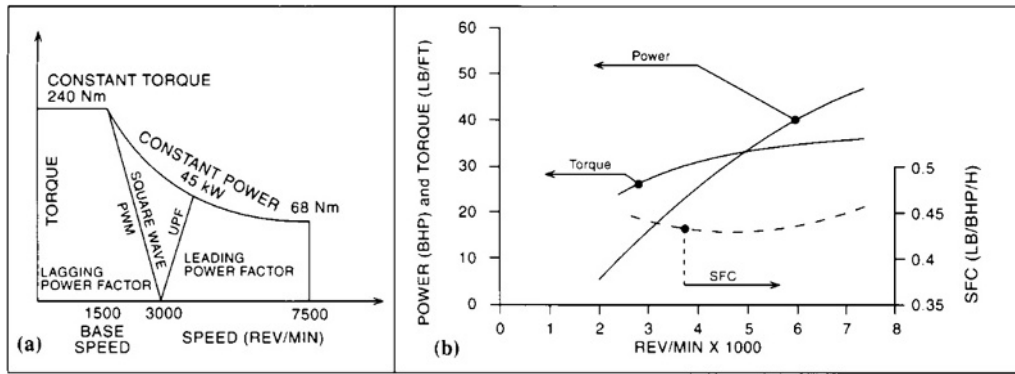 CONSTANT TORQUE
240 Nm
CONSTANT POWER
45 kW
68 Nm
TORQUE
SQUARE WAVE
PWM
UPF
LAGGING
POWER FACTOR
LEADING
POWER FACTOR
1500
3000
7500
BASE
SPEED
SPEED (REV/MIN)
(a)
POWER (BHP) and TORQUE (LB/FT)
60
50
40
30
20
10
0
Power
Torque
SFC
0.5
0.45
0.4
0.35
SFC (LB/BHP/H)
0 1 2 3 4 5 6 7 8
REV/MIN X 1000
(b)